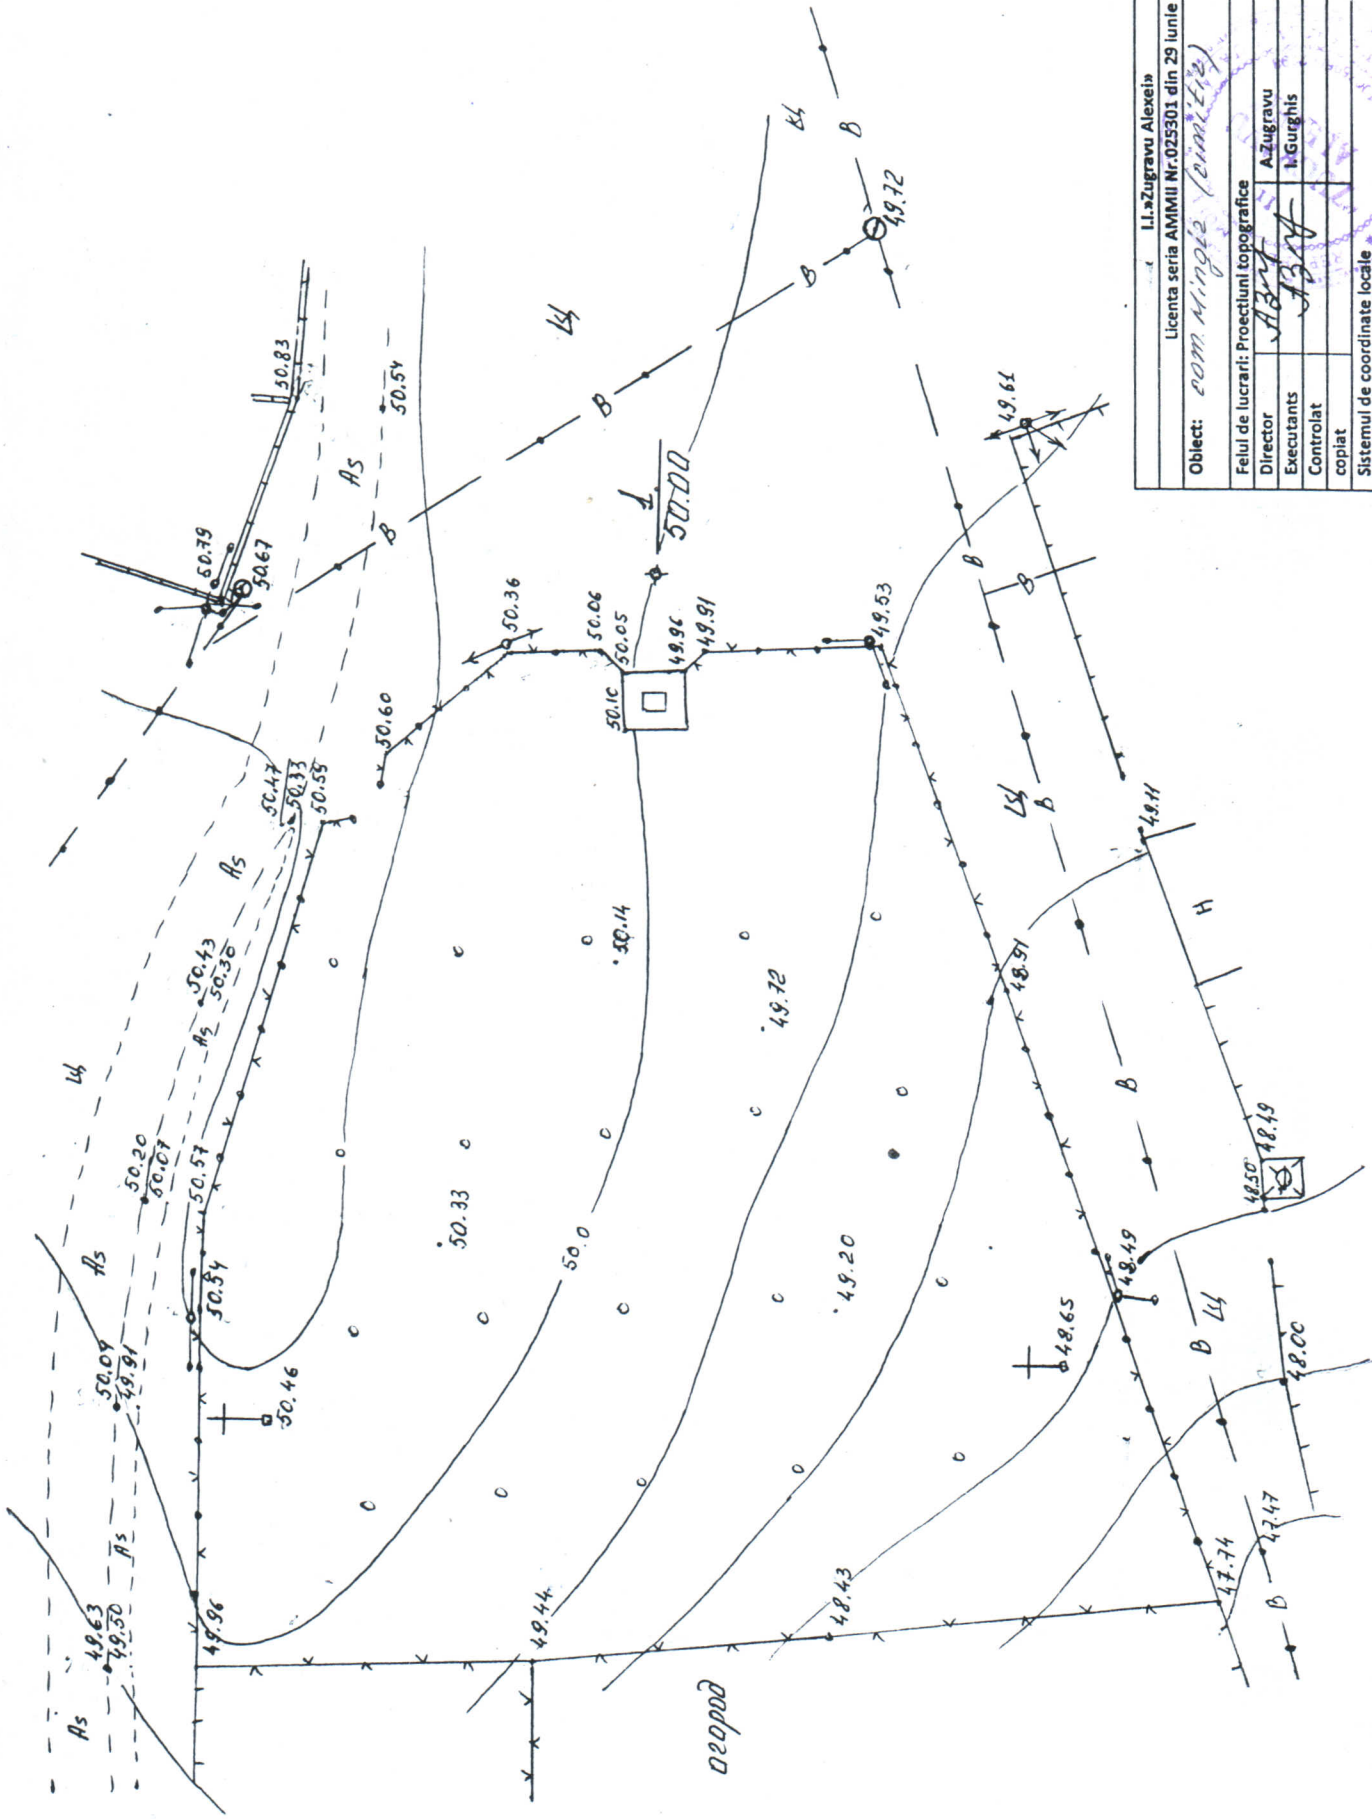 I.I.»Zugravu Alexei»
Licenta seria AMMII Nr.025301 din 29 iunie
Obiect: com. Mingir (cimitir)
Felul de lucrari: Proectiuni topografice
Director A.Zugravu
Executants I.Gurghis
Controlat
copiat
Sistemul de coordinate locale
50.83
50.79
50.67
As
50.54
В
50.36
50.60
50.06
50.05
50.10
49.96
49.91
1
50.00
В
Щ
В
49.72
В
49.53
49.61
В
В
50.47
50.33
50.55
As
50.43
50.30
As
Щ
50.20
50.07
50.57
As
50.54
50.09
49.91
50.46
49.63
49.50
As
As
49.96
50.14
50.33
50.0
49.72
49.20
48.91
Щ
В
49.11
Н
В
48.49
48.50
48.49
48.65
Щ
В
48.00
49.44
48.43
47.74
47.47
В
огород